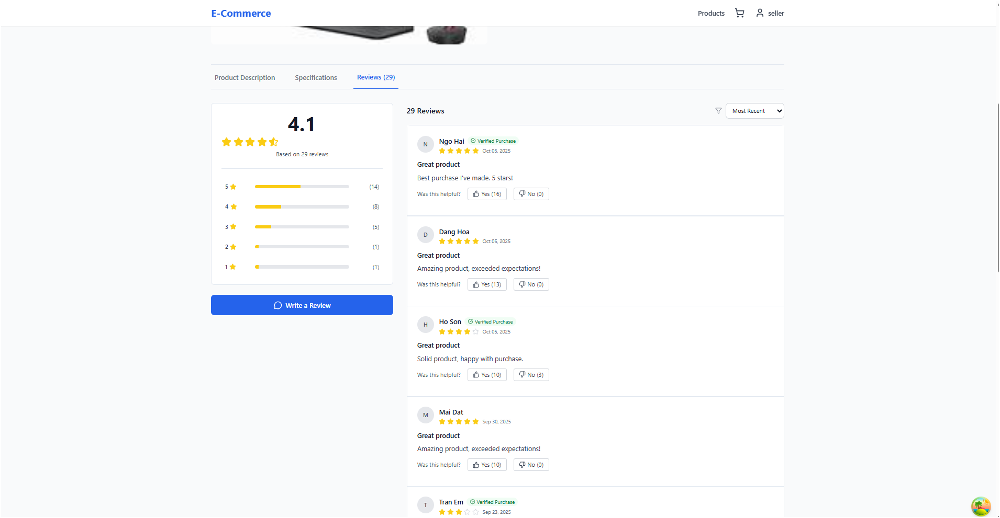 E-Commerce
Products
seller
Product Description
Specifications
Reviews (29)
4.1
Based on 29 reviews
5 (14)
4 (8)
3 (5)
2 (1)
1 (1)
Write a Review
29 Reviews
Most Recent
N
Ngo Hai
Verified Purchase
Oct 05, 2025
Great product
Best purchase I've made. 5 stars!
Was this helpful? Yes (16) No (0)
D
Dang Hoa
Oct 05, 2025
Great product
Amazing product, exceeded expectations!
Was this helpful? Yes (13) No (0)
H
Ho Son
Verified Purchase
Oct 05, 2025
Great product
Solid product, happy with purchase.
Was this helpful? Yes (10) No (3)
M
Mai Dat
Sep 30, 2025
Great product
Amazing product, exceeded expectations!
Was this helpful? Yes (10) No (0)
T
Tran Em
Verified Purchase
Sep 23, 2025